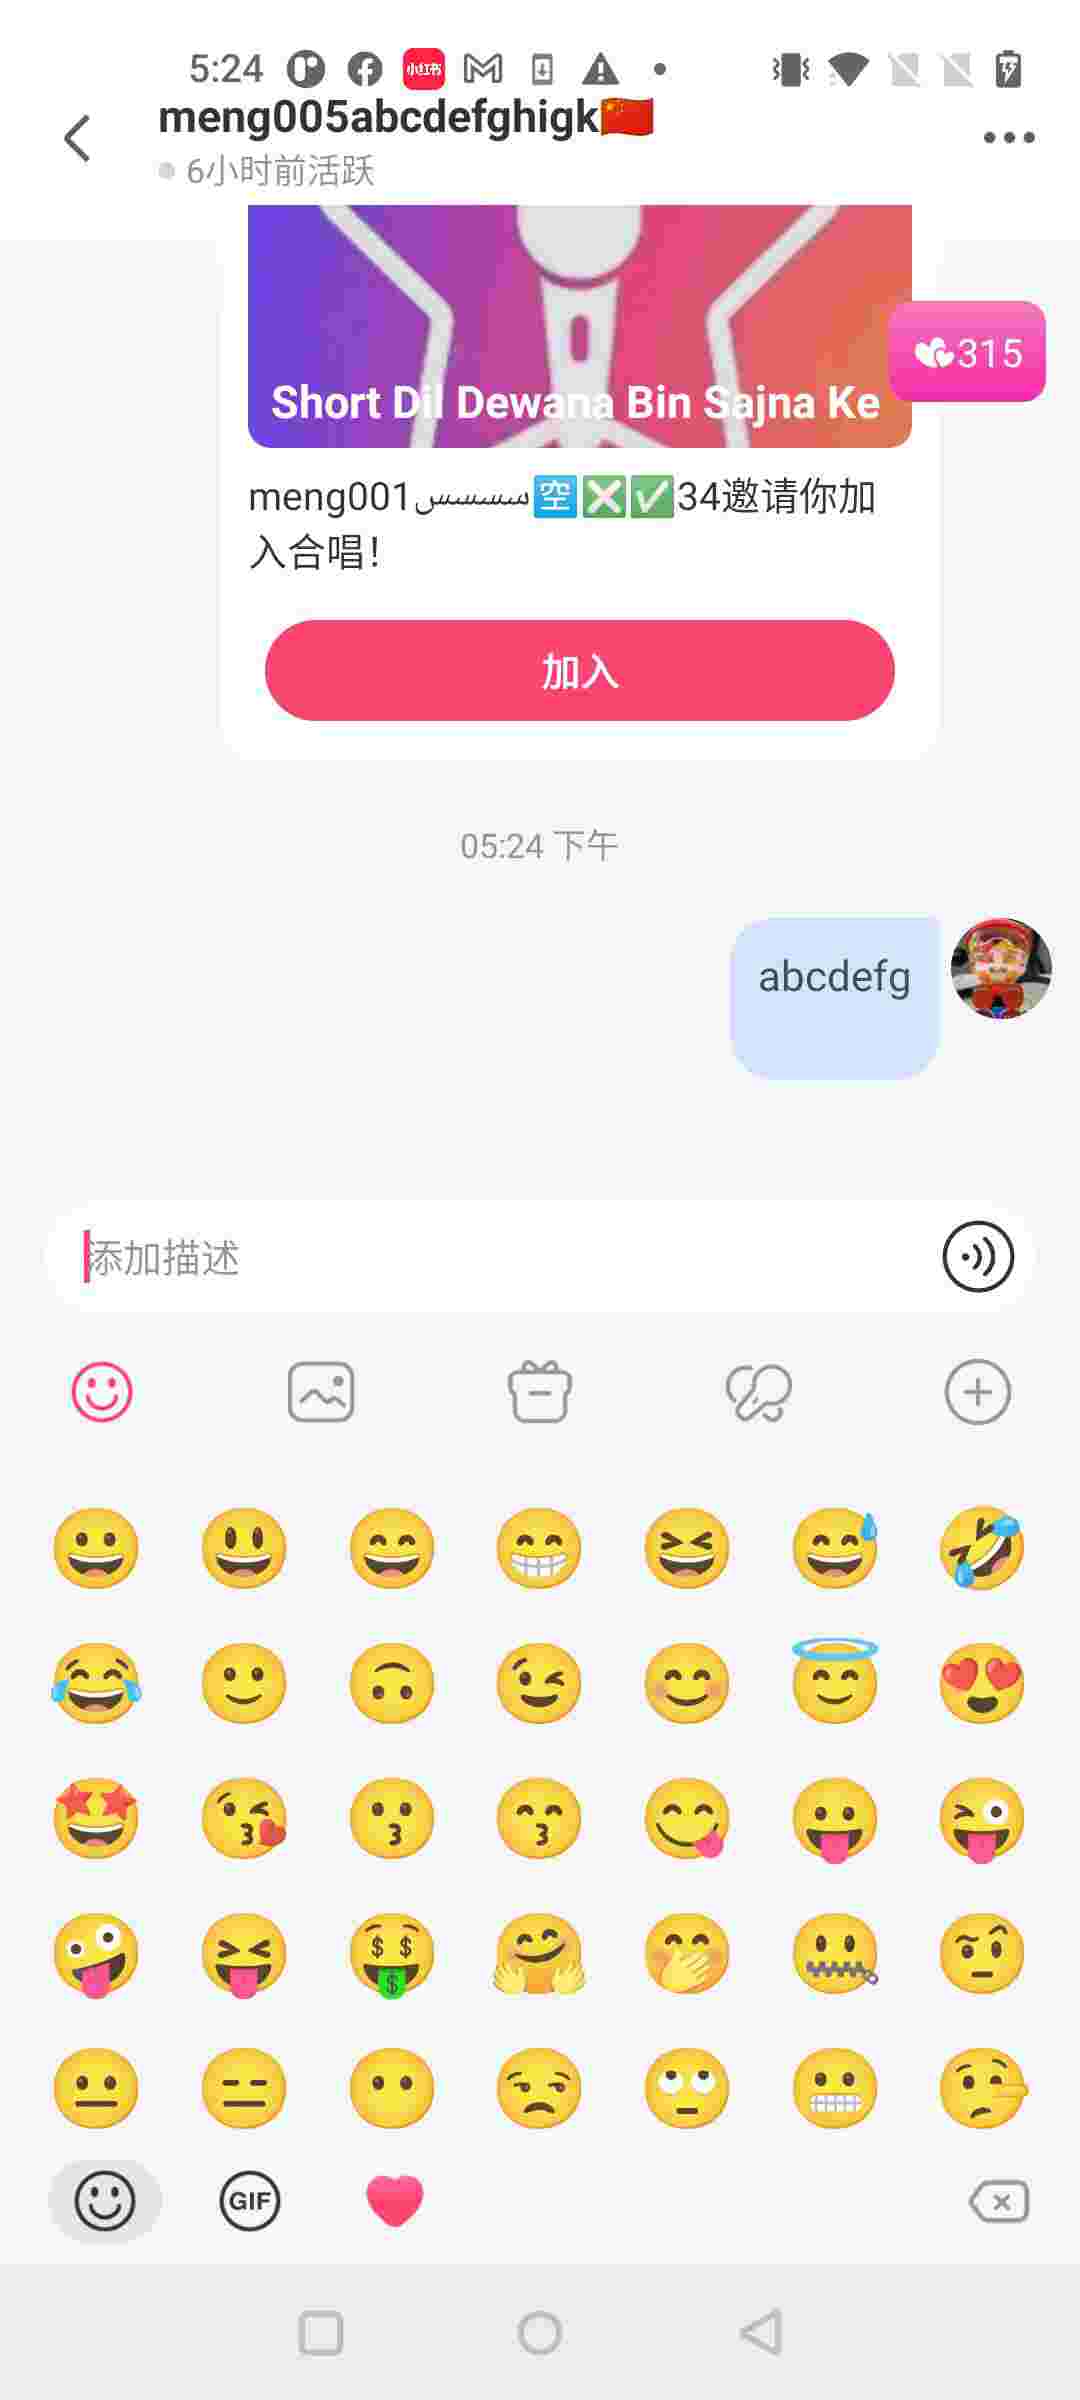 5:24
小红书
meng005abcdefghigk🇨🇳
6小时前活跃
315
Short Dil Dewana Bin Sajna Ke
meng001سسسسس🈳❎✅34邀请你加
入合唱！
加入
05:24 下午
abcdefg
添加描述
GIF